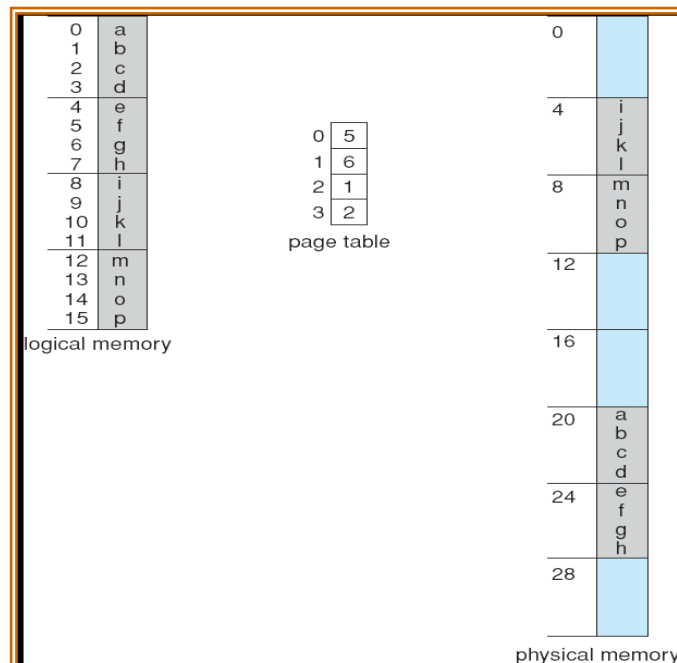 0 a
1 b
2 c
3 d
4 e
5 f
6 g
7 h
8 i
9 j
10 k
11 l
12 m
13 n
14 o
15 p
logical memory
0 5
1 6
2 1
3 2
page table
0
4 i
j
k
l
8 m
n
o
p
12
16
20 a
b
c
d
24 e
f
g
h
28
physical memory